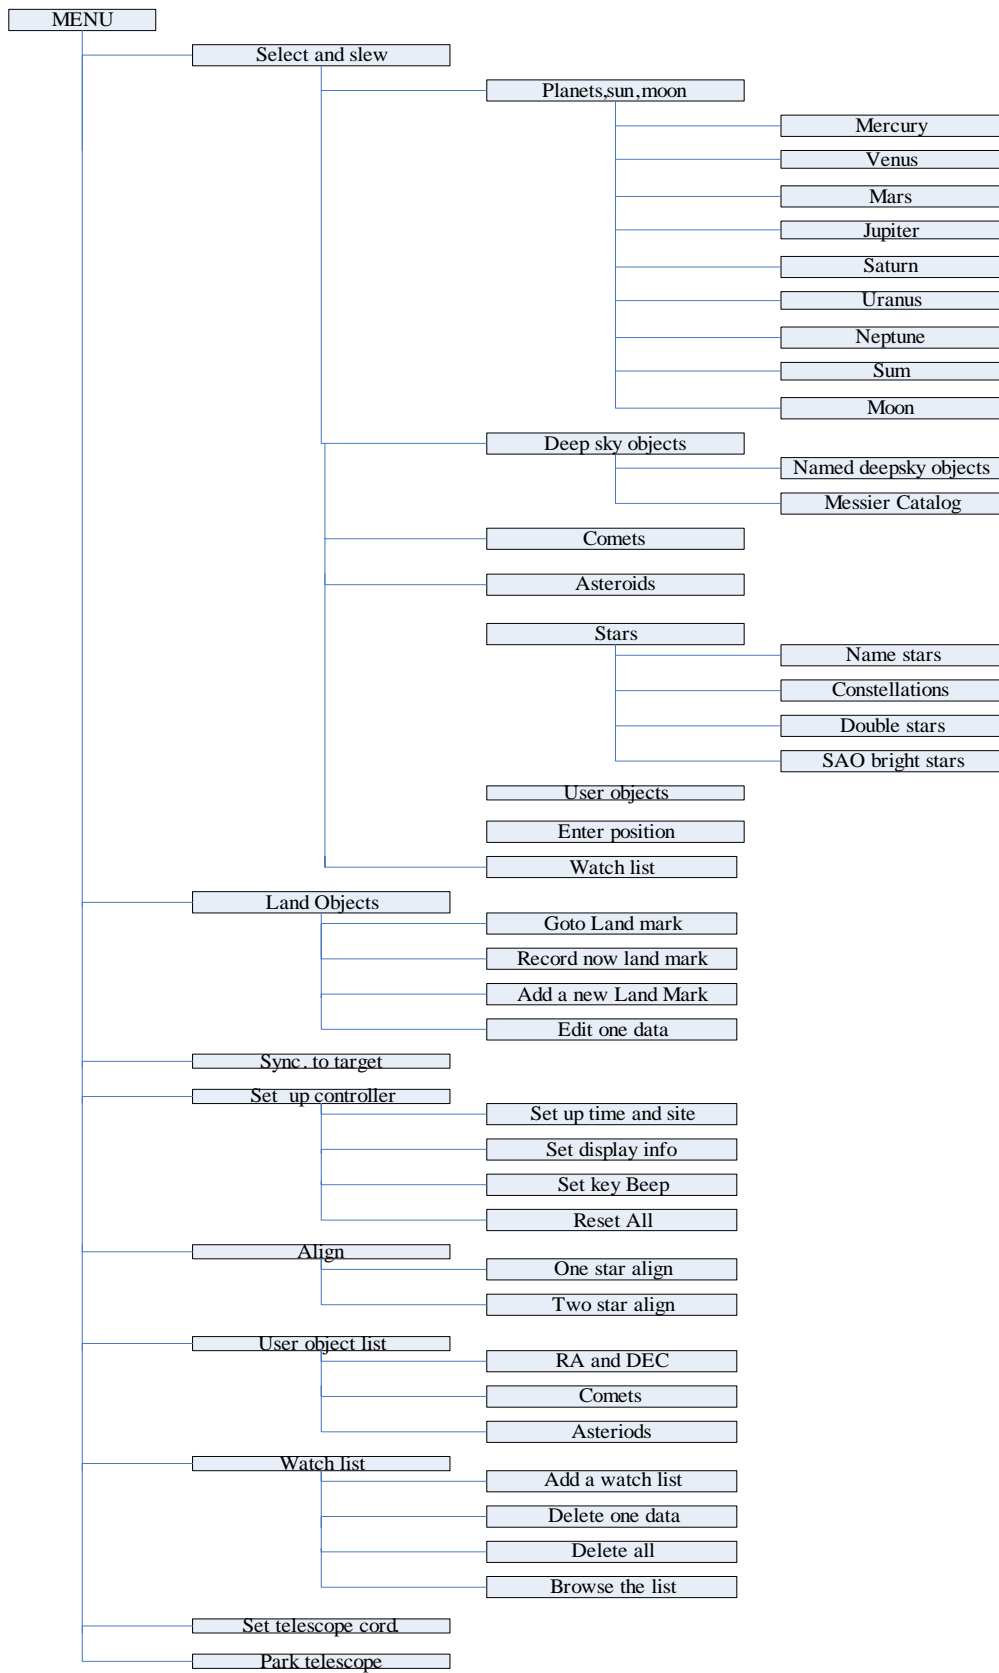 MENU
Select and slew
Planets,sun,moon
Mercury
Venus
Mars
Jupiter
Saturn
Uranus
Neptune
Sum
Moon
Deep sky objects
Named deepsky objects
Messier Catalog
Comets
Asteroids
Stars
Name stars
Constellations
Double stars
SAO bright stars
User objects
Enter position
Watch list
Land Objects
Goto Land mark
Record now land mark
Add a new Land Mark
Edit one data
Sync. to target
Set up controller
Set up time and site
Set display info
Set key Beep
Reset All
Align
One star align
Two star align
User object list
RA and DEC
Comets
Asteriods
Watch list
Add a watch list
Delete one data
Delete all
Browse the list
Set telescope cord.
Park telescope